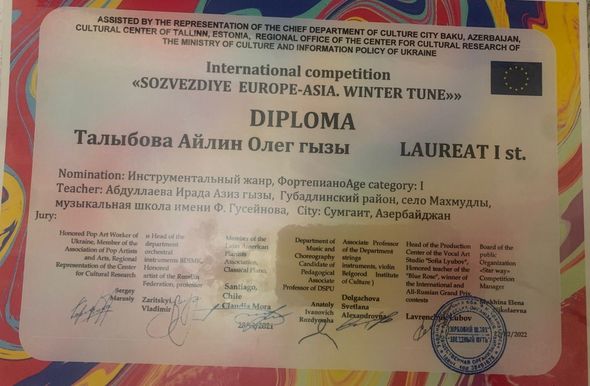 ASSISTED BY THE REPRESENTATION OF THE CHIEF DEPARTMENT OF CULTURE CITY BAKU, AZERBAIJAN,
CULTURAL CENTER OF TALLINN, ESTONIA, REGIONAL OFFICE OF THE CENTER FOR CULTURAL RESEARCH OF
THE MINISTRY OF CULTURE AND INFORMATION POLICY OF UKRAINE
International competition
«SOZVEZDIYE EUROPE-ASIA. WINTER TUNE»»
DIPLOMA
Талыбова Айлин Олег гызы LAUREAT I st.
Nomination: Инструментальный жанр, ФортепианоAge category: I
Teacher: Абдуллаева Ирада Азиз гызы, Губадлинский район, село Махмудлы,
музыкальная школа имени Ф. Гусейнова, City: Сумгаит, Азербайджан
Jury:
Honored Pop Art Worker of
Ukraine, Member of the
Association of Pop Artists
and Arts, Regional
Representation of the Center
for Cultural Research.
Sergey
Head of the
department
orchestral
instruments
Honored
artist of the
Federation, professor
Zaritskiy
Vladimir
Member of the
Latin American
Pianists
Association,
Classical Piano,
Santiago,
Chile
Claudia Mora
Department of
Music and
Choreography
Candidate of
Pedagogical
Associate
Professor of DSPU
Anatoly
Ivanovich
Associate Professor
of the Department
strings
instruments, violin
Belgorod Institute
of Culture )
Dolgachova
Svetlana
Alexandrovna
Head of the Production
Center of the Vocal Art
Studio "Sofia Lyubov",
Honored teacher of the
"Blue Rose", winner of
the International and
All-Russian Grand Prix
contests
Lubov
Board of the
public
Organization
«Star way»
Competition
Manager
Elena
2022